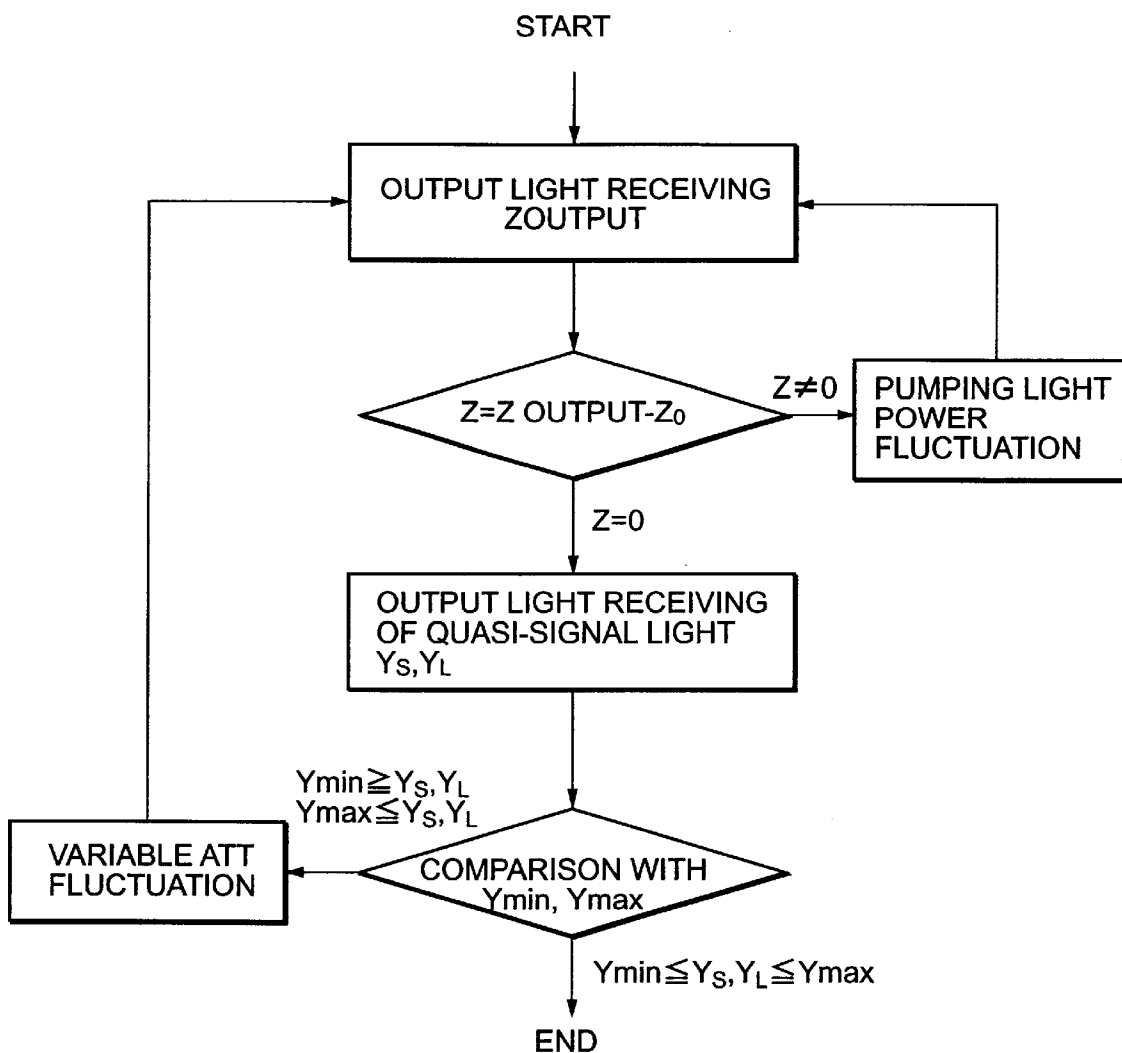 START
OUTPUT LIGHT RECEIVING
ZOUTPUT
Z=Z OUTPUT-Z0
Z≠0
PUMPING LIGHT
POWER
FLUCTUATION
Z=0
OUTPUT LIGHT RECEIVING
OF QUASI-SIGNAL LIGHT
YS,YL
Ymin≧YS,YL
Ymax≦YS,YL
VARIABLE ATT
FLUCTUATION
COMPARISON WITH
Ymin, Ymax
Ymin≦YS,YL≦Ymax
END